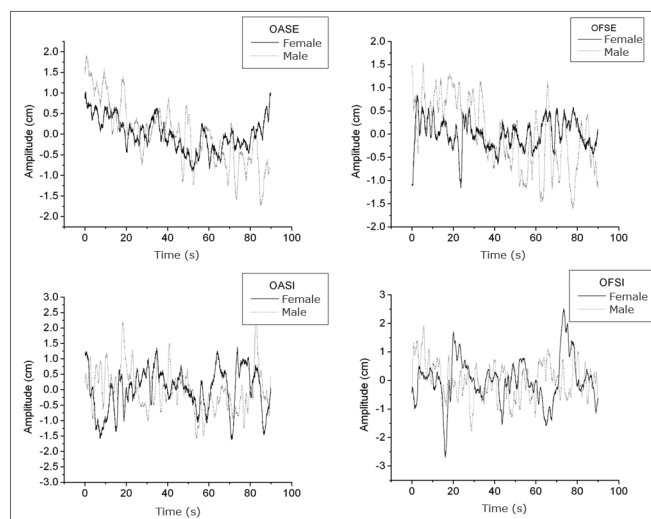 OASE
Female
Male
Amplitude (cm)
2.0
1.5
1.0
0.5
0.0
-0.5
-1.0
-1.5
-2.0
0 20 40 60 80 100
Time (s)
OFSE
Female
Male
Amplitude (cm)
2.0
1.5
1.0
0.5
0.0
-0.5
-1.0
-1.5
-2.0
0 20 40 60 80 100
Time (s)
OASI
Female
Male
Amplitude (cm)
3.0
2.5
2.0
1.5
1.0
0.5
0.0
-0.5
-1.0
-1.5
-2.0
-2.5
-3.0
0 20 40 60 80 100
Time (s)
OFSI
Female
Male
Amplitude (cm)
3
2
1
0
-1
-2
-3
0 20 40 60 80 100
Time (s)